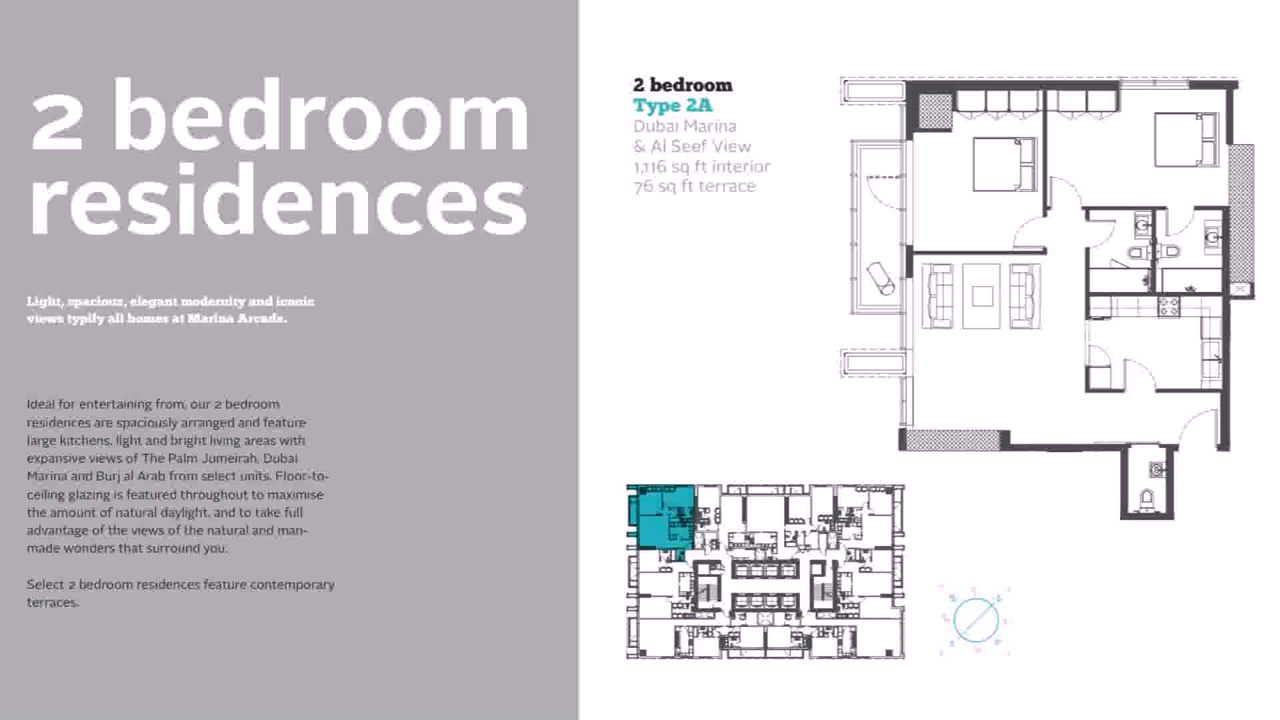 2 bedroom
residences
Light, spacious, elegant modernity and iconic
views typify all homes at Marina Arcade.
Ideal for entertaining from, our 2 bedroom
residences are spaciously arranged and feature
large kitchens, light and bright living areas with
expansive views of The Palm Jumeirah, Dubai
Marina and Burj al Arab from select units. Floor-to-
ceiling glazing is featured throughout to maximise
the amount of natural daylight, and to take full
advantage of the views of the natural and man-
made wonders that surround you.
Select 2 bedroom residences feature contemporary
terraces.
2 bedroom
Type 2A
Dubai Marina
& Al Seef View
1,116 sq ft interior
76 sq ft terrace